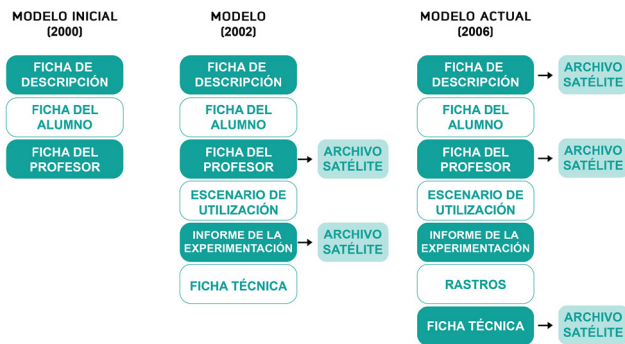 MODELO INICIAL
(2000)
FICHA DE
DESCRIPCIÓN
FICHA DEL
ALUMNO
FICHA DEL
PROFESOR
MODELO
(2002)
FICHA DE
DESCRIPCIÓN
FICHA DEL
ALUMNO
FICHA DEL
PROFESOR
ARCHIVO
SATÉLITE
ESCENARIO DE
UTILIZACIÓN
INFORME DE LA
EXPERIMENTACIÓN
ARCHIVO
SATÉLITE
FICHA TÉCNICA
MODELO ACTUAL
(2006)
FICHA DE
DESCRIPCIÓN
ARCHIVO
SATÉLITE
FICHA DEL
ALUMNO
FICHA DEL
PROFESOR
ARCHIVO
SATÉLITE
ESCENARIO DE
UTILIZACIÓN
INFORME DE LA
EXPERIMENTACIÓN
RASTROS
FICHA TÉCNICA
ARCHIVO
SATÉLITE